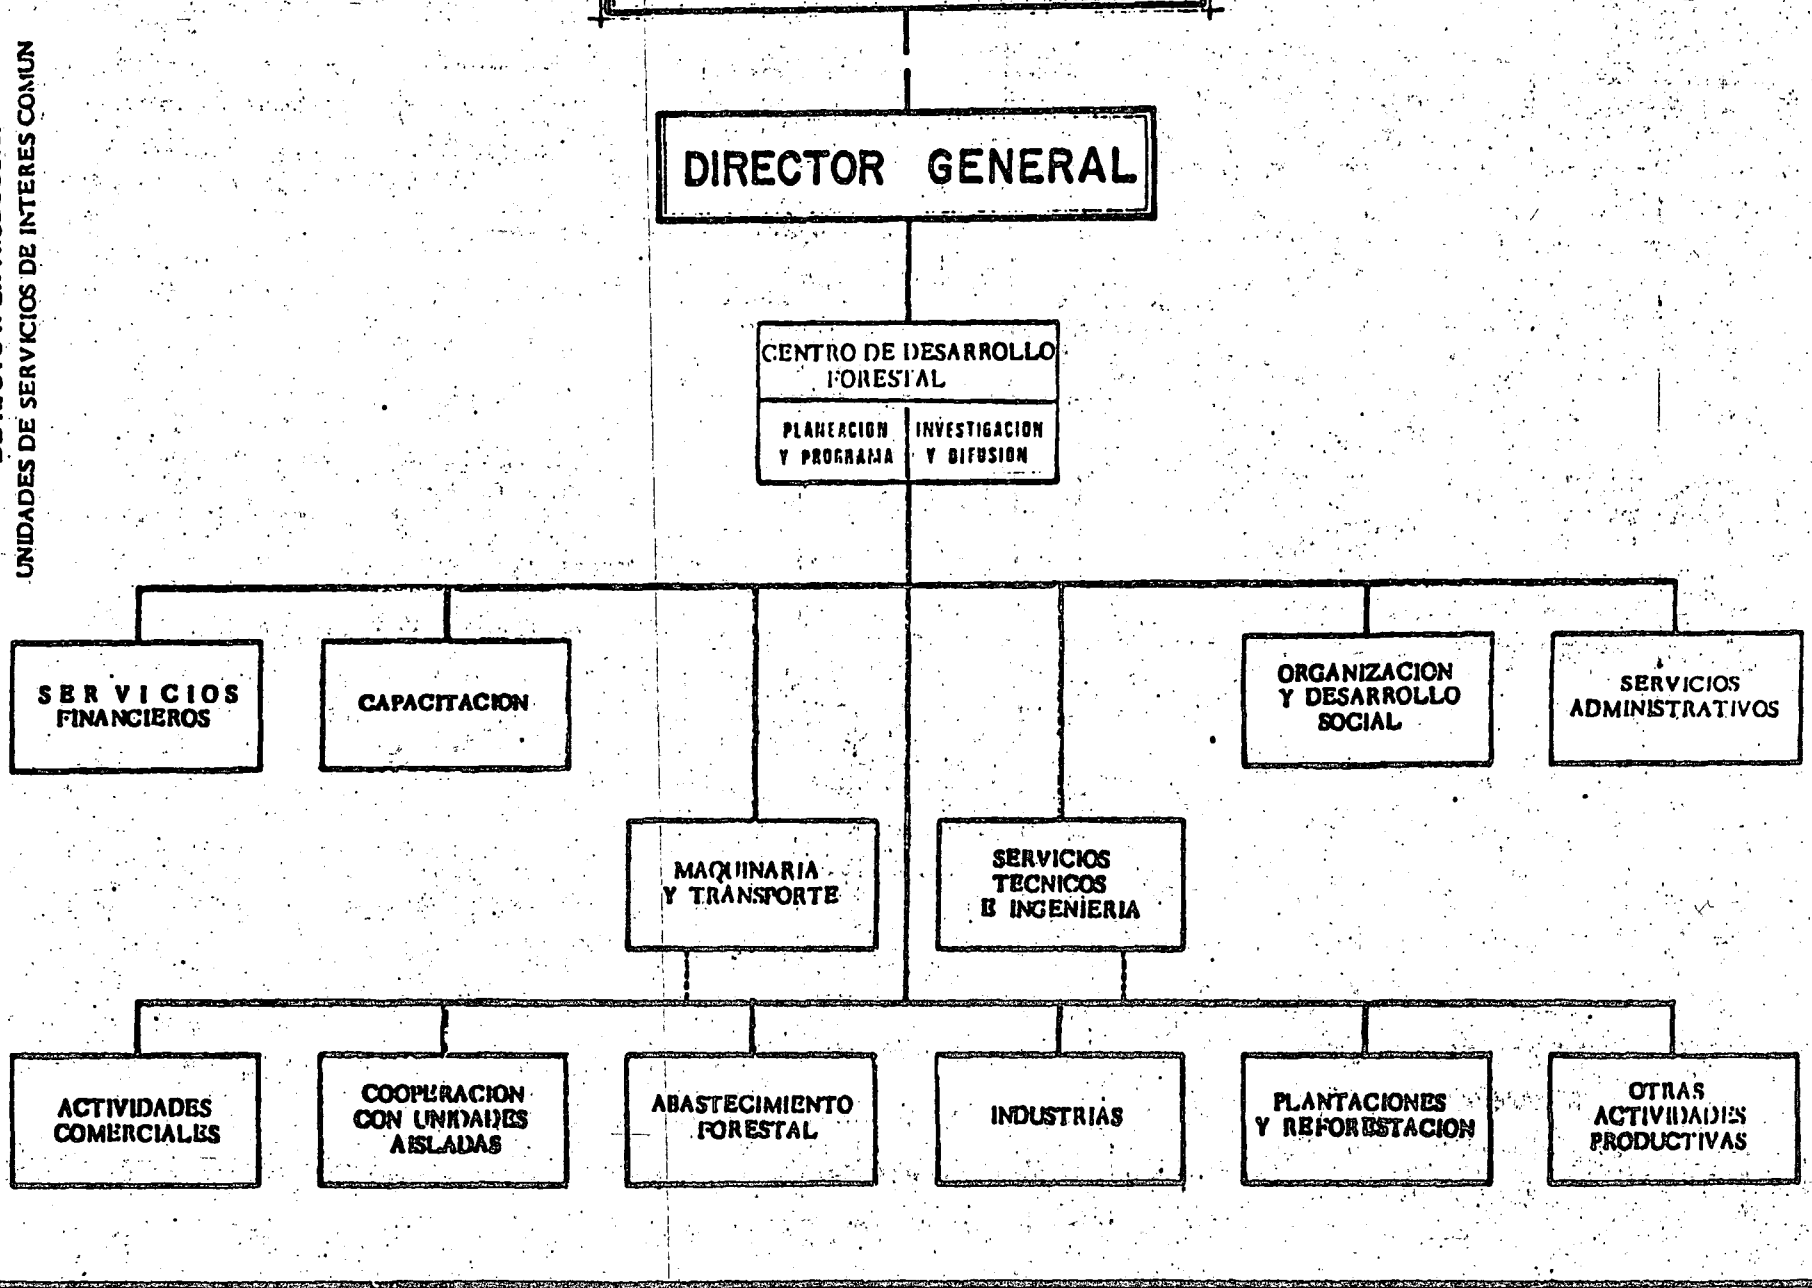 UNIDADES DE SERVICIOS DE INTERES COMUN
DIRECTOR GENERAL
CENTRO DE DESARROLLO
FORESTAL
PLANEACION
Y PROGRAMA
INVESTIGACION
Y DIFUSION
SERVICIOS
FINANCIEROS
CAPACITACION
ORGANIZACION
Y DESARROLLO
SOCIAL
SERVICIOS
ADMINISTRATIVOS
MAQUINARIA
Y TRANSPORTE
SERVICIOS
TECNICOS
E INGENIERIA
ACTIVIDADES
COMERCIALES
COOPERACION
CON UNIDADES
AISLADAS
ABASTECIMIENTO
FORESTAL
INDUSTRIAS
PLANTACIONES
Y REFORESTACION
OTRAS
ACTIVIDADES
PRODUCTIVAS